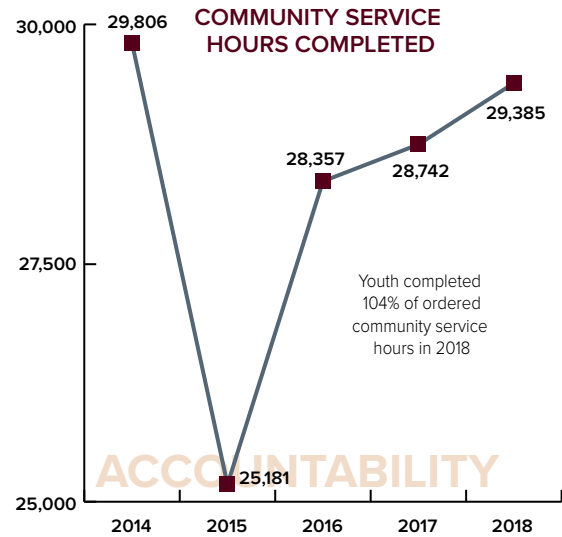 COMMUNITY SERVICE
HOURS COMPLETED
30,000
29,806
29,385
28,357
28,742
27,500
Youth completed
104% of ordered
community service
hours in 2018
ACCOUNTABILITY
25,181
25,000
2014 2015 2016 2017 2018